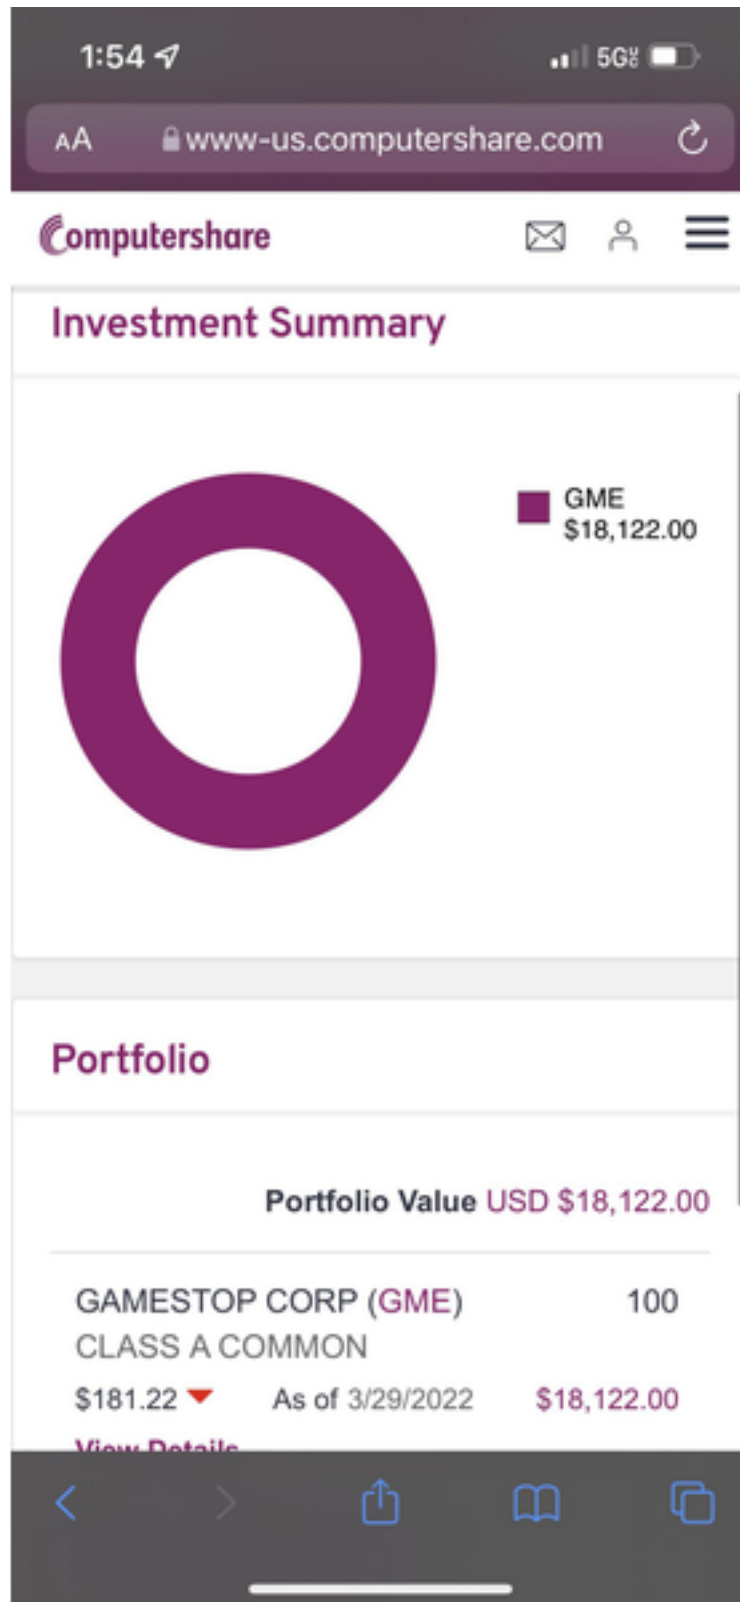 1:54
5G
AA www-us.computershare.com
Computershare
Investment Summary
GME
$18,122.00
Portfolio
Portfolio Value USD $18,122.00
GAMESTOP CORP (GME) 100
CLASS A COMMON
$181.22 As of 3/29/2022 $18,122.00
View Details